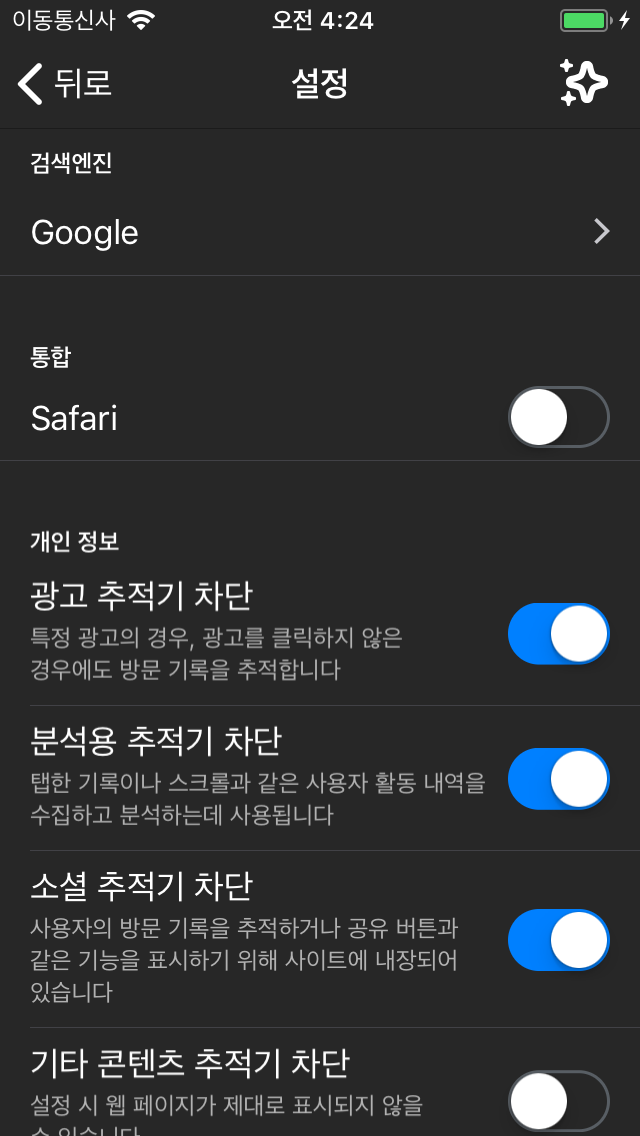 이동통신사
오전 4:24
뒤로
설정
검색엔진
Google
통합
Safari
개인 정보
광고 추적기 차단
특정 광고의 경우, 광고를 클릭하지 않은
경우에도 방문 기록을 추적합니다
분석용 추적기 차단
탭한 기록이나 스크롤과 같은 사용자 활동 내역을
수집하고 분석하는데 사용됩니다
소셜 추적기 차단
사용자의 방문 기록을 추적하거나 공유 버튼과
같은 기능을 표시하기 위해 사이트에 내장되어
있습니다
기타 콘텐츠 추적기 차단
설정 시 웹 페이지가 제대로 표시되지 않을
수 있습니다